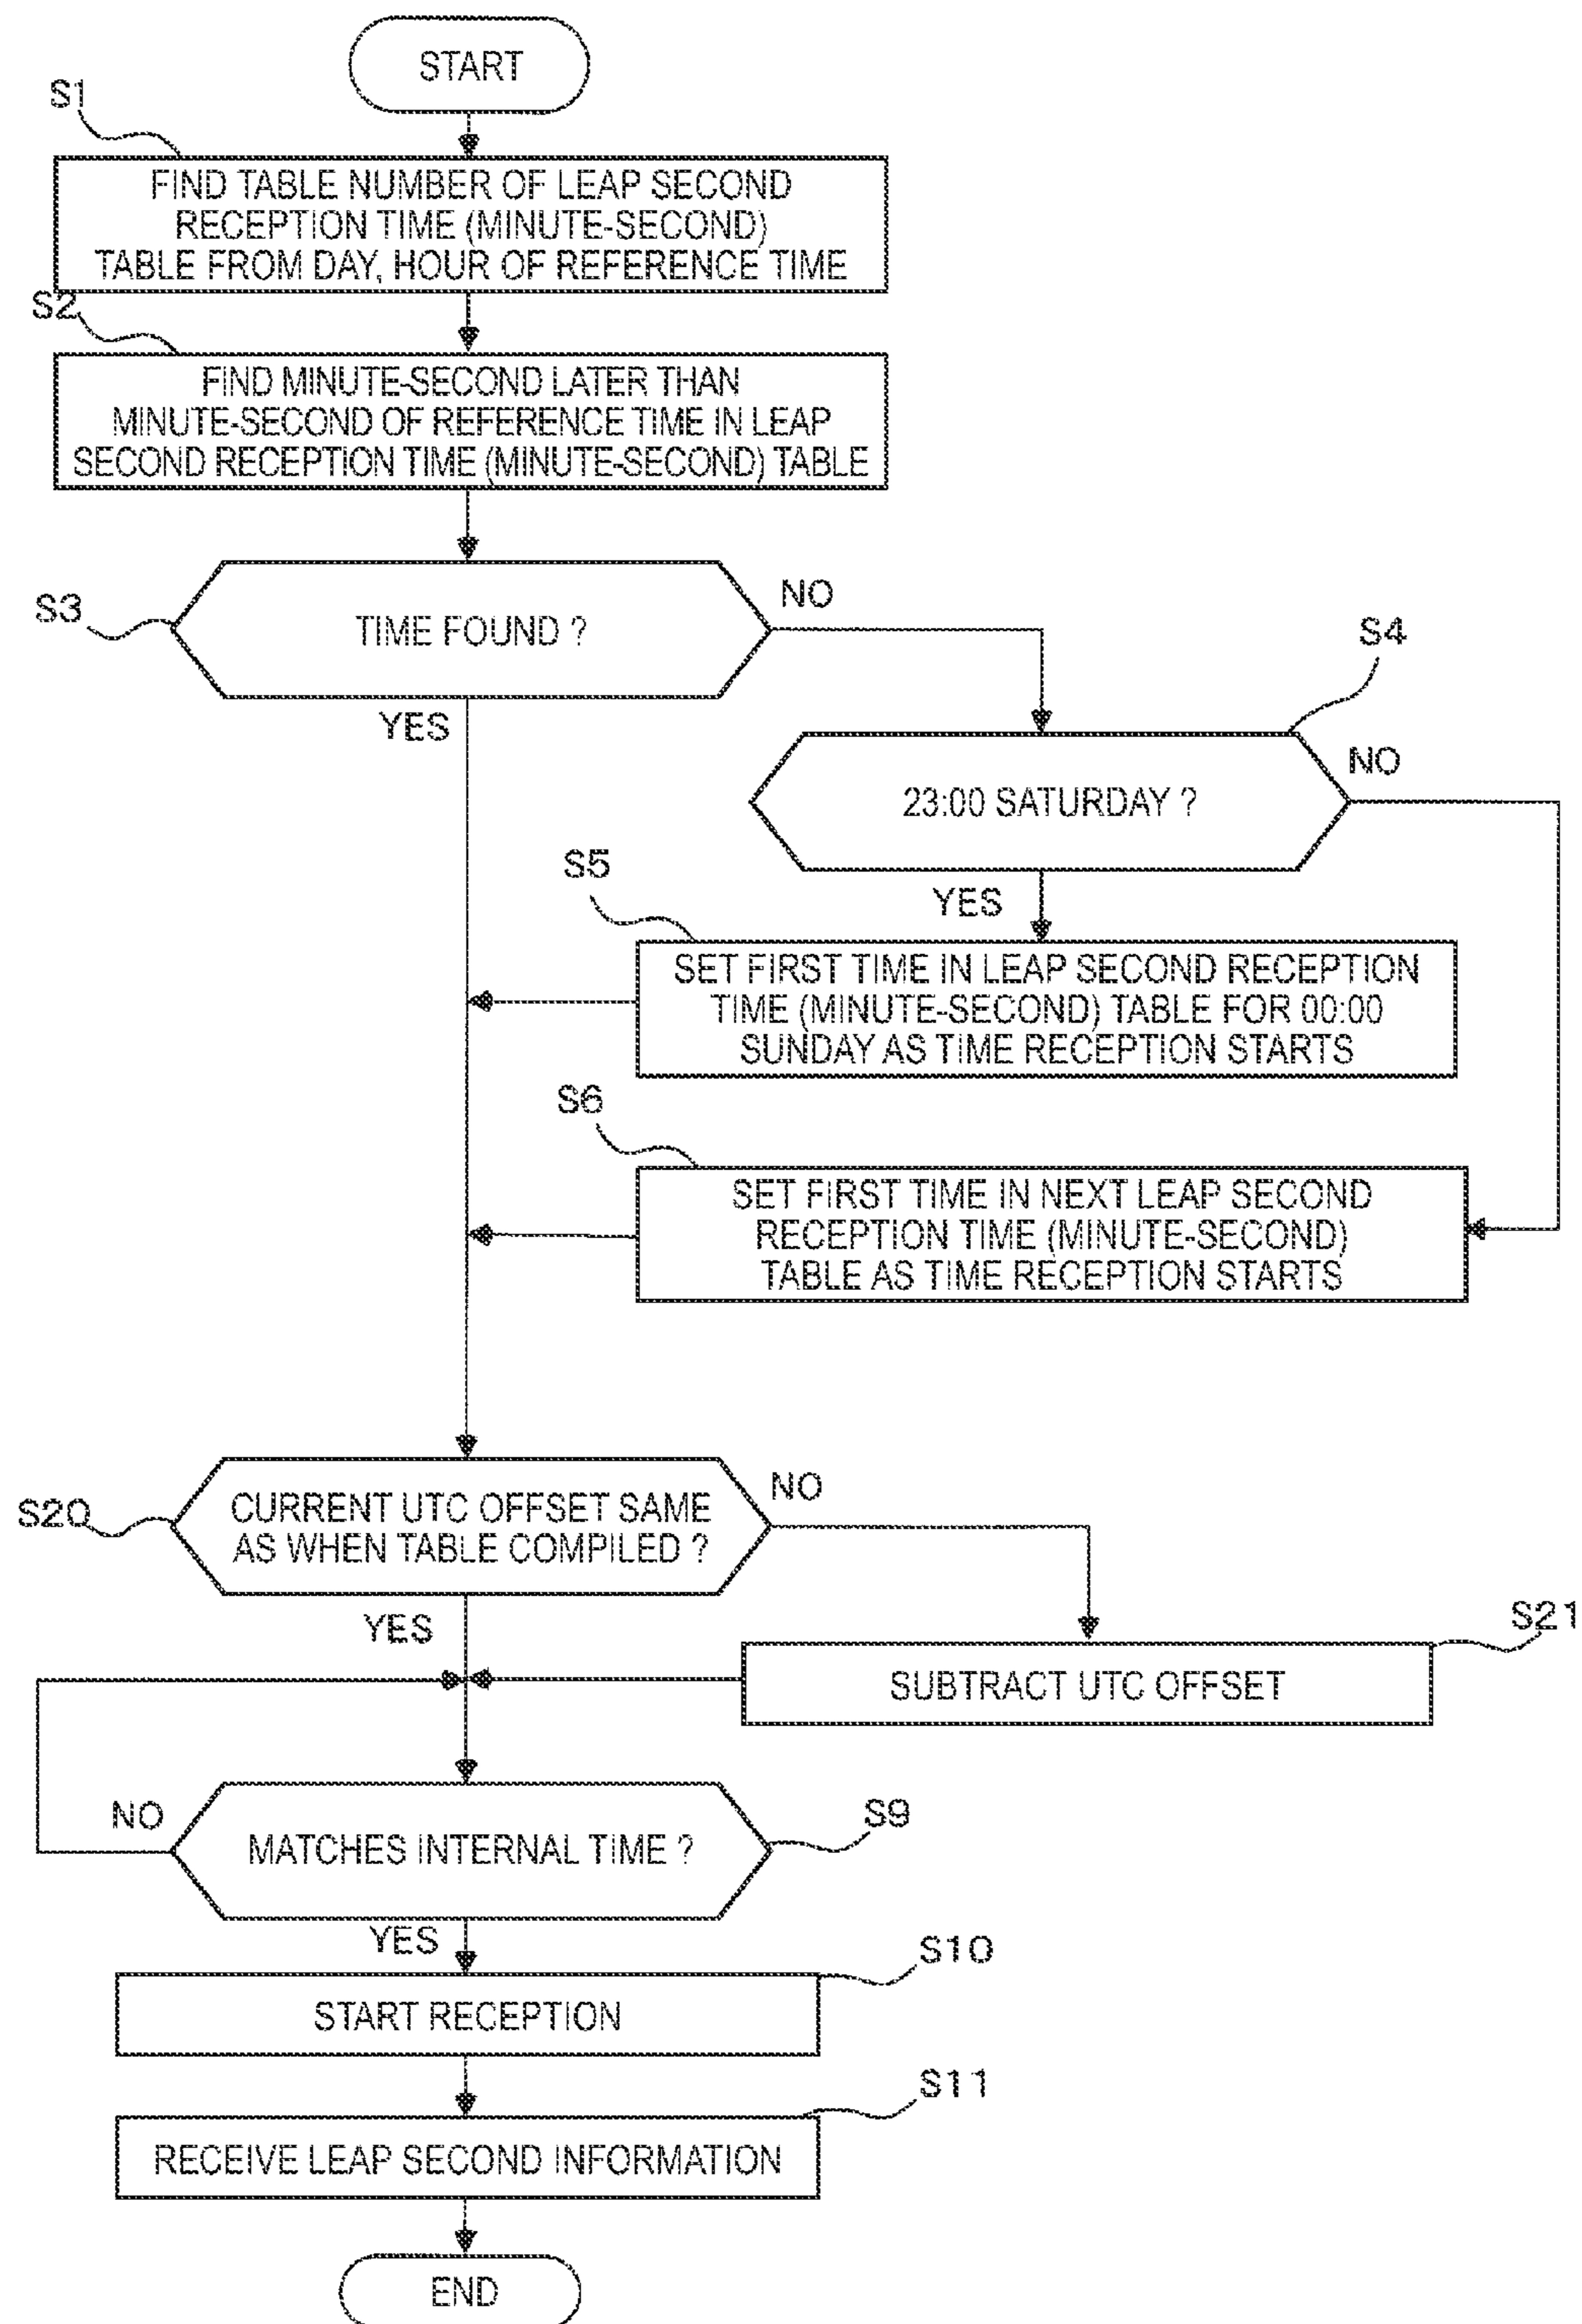 START
S1
FIND TABLE NUMBER OF LEAP SECOND
RECEPTION TIME (MINUTE-SECOND)
TABLE FROM DAY, HOUR OF REFERENCE TIME
S2
FIND MINUTE-SECOND LATER THAN
MINUTE-SECOND OF REFERENCE TIME IN LEAP
SECOND RECEPTION TIME (MINUTE-SECOND) TABLE
S3
TIME FOUND ?
NO
YES
S4
23:00 SATURDAY ?
NO
YES
S5
SET FIRST TIME IN LEAP SECOND RECEPTION
TIME (MINUTE-SECOND) TABLE FOR 00:00
SUNDAY AS TIME RECEPTION STARTS
S6
SET FIRST TIME IN NEXT LEAP SECOND
RECEPTION TIME (MINUTE-SECOND)
TABLE AS TIME RECEPTION STARTS
S20
CURRENT UTC OFFSET SAME
AS WHEN TABLE COMPILED ?
NO
YES
S21
SUBTRACT UTC OFFSET
NO
MATCHES INTERNAL TIME ?
S9
YES
S10
START RECEPTION
S11
RECEIVE LEAP SECOND INFORMATION
END